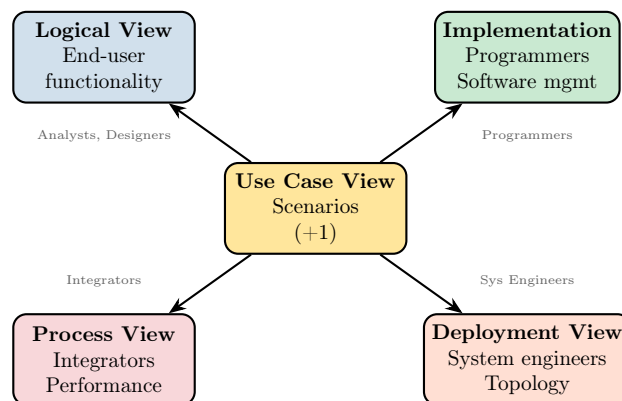 Logical View
End-user
functionality
Implementation
Programmers
Software mgmt
Analysts, Designers
Programmers
Use Case View
Scenarios
(+1)
Integrators
Sys Engineers
Process View
Integrators
Performance
Deployment View
System engineers
Topology